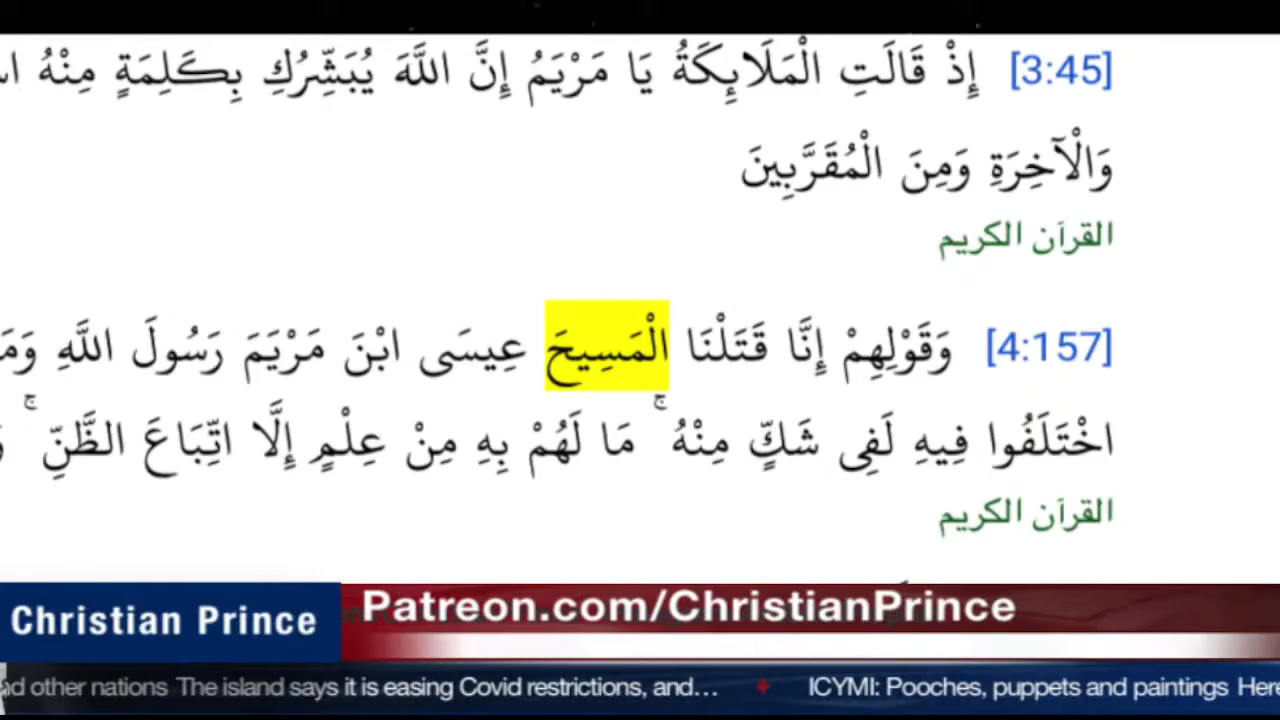 [3:45] إِذْ قَالَتِ الْمَلَائِكَةُ يَا مَرْيَمُ إِنَّ اللَّهَ يُبَشِّرُكِ بِكَلِمَةٍ مِنْهُ
وَالْآخِرَةِ وَمِنَ الْمُقَرَّبِينَ
القرآن الكريم
[4:157] وَقَوْلِهِمْ إِنَّا قَتَلْنَا الْمَسِيحَ عِيسَى ابْنَ مَرْيَمَ رَسُولَ اللَّهِ
اخْتَلَفُوا فِيهِ لَفِي شَكٍّ مِنْهُ ۚ مَا لَهُمْ بِهِ مِنْ عِلْمٍ إِلَّا اتِّبَاعَ الظَّنِّ ۚ
القرآن الكريم
Christian Prince Patreon.com/ChristianPrince
other nations The island says it is easing Covid restrictions, and... ICYMI: Pooches, puppets and paintings Here